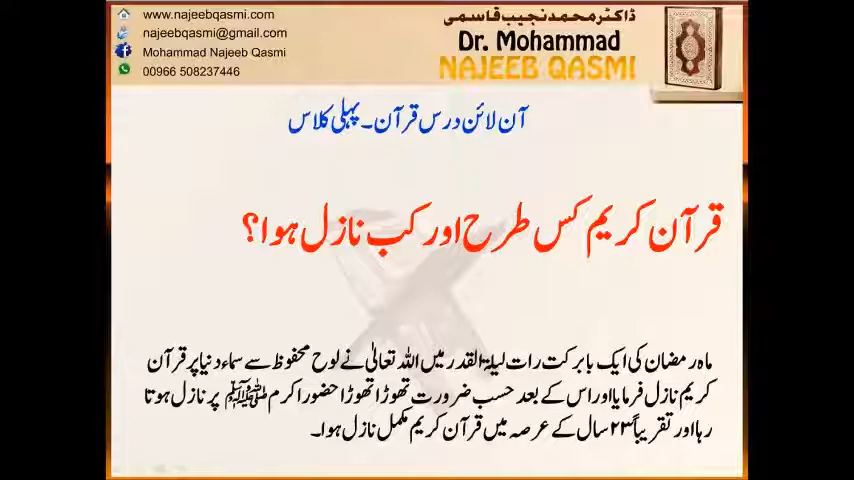 www.najeebqasmi.com
najeebqasmi@gmail.com
Mohammad Najeeb Qasmi
00966 508237446
ڈاکٹر محمد نجیب قاسمی
Dr. Mohammad
NAJEEB QASMI
آن لائن درس قرآن۔ پہلی کلاس
قرآن کریم کس طرح اور کب نازل ہوا؟
ماہ رمضان کی ایک بابرکت رات لیلۃ القدر میں اللہ تعالیٰ نے لوح محفوظ سے سماء دنیا پر قرآن
کریم نازل فرمایا اور اس کے بعد حسب ضرورت تھوڑا تھوڑا حضور اکرم ﷺ پر نازل ہوتا
رہا اور تقریباً ۲۳ سال کے عرصہ میں قرآن کریم مکمل نازل ہوا۔